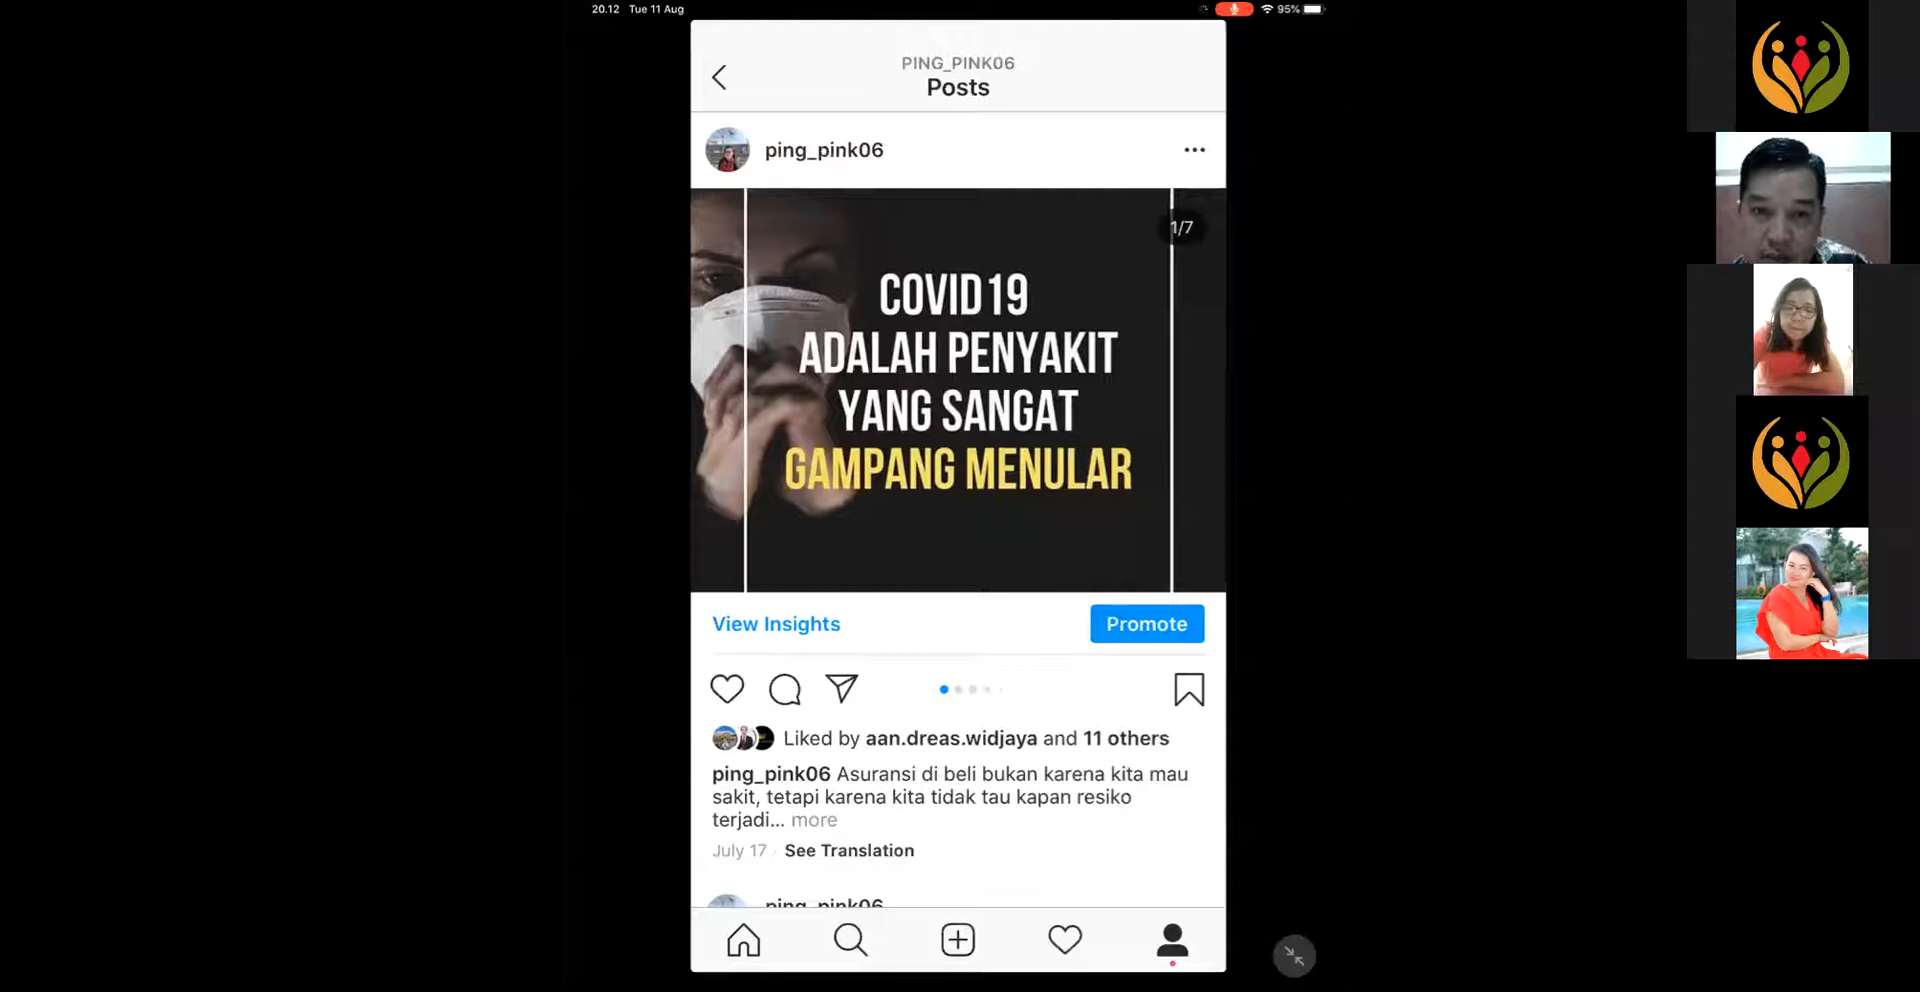 20.12 Tue 11 Aug
95%
PING_PINK06
Posts
ping_pink06
1/7
COVID19
ADALAH PENYAKIT
YANG SANGAT
GAMPANG MENULAR
View Insights
Promote
Liked by aan.dreas.widjaya and 11 others
ping_pink06 Asuransi di beli bukan karena kita mau
sakit, tetapi karena kita tidak tau kapan resiko
terjadi... more
July 17 · See Translation
ping_pink06